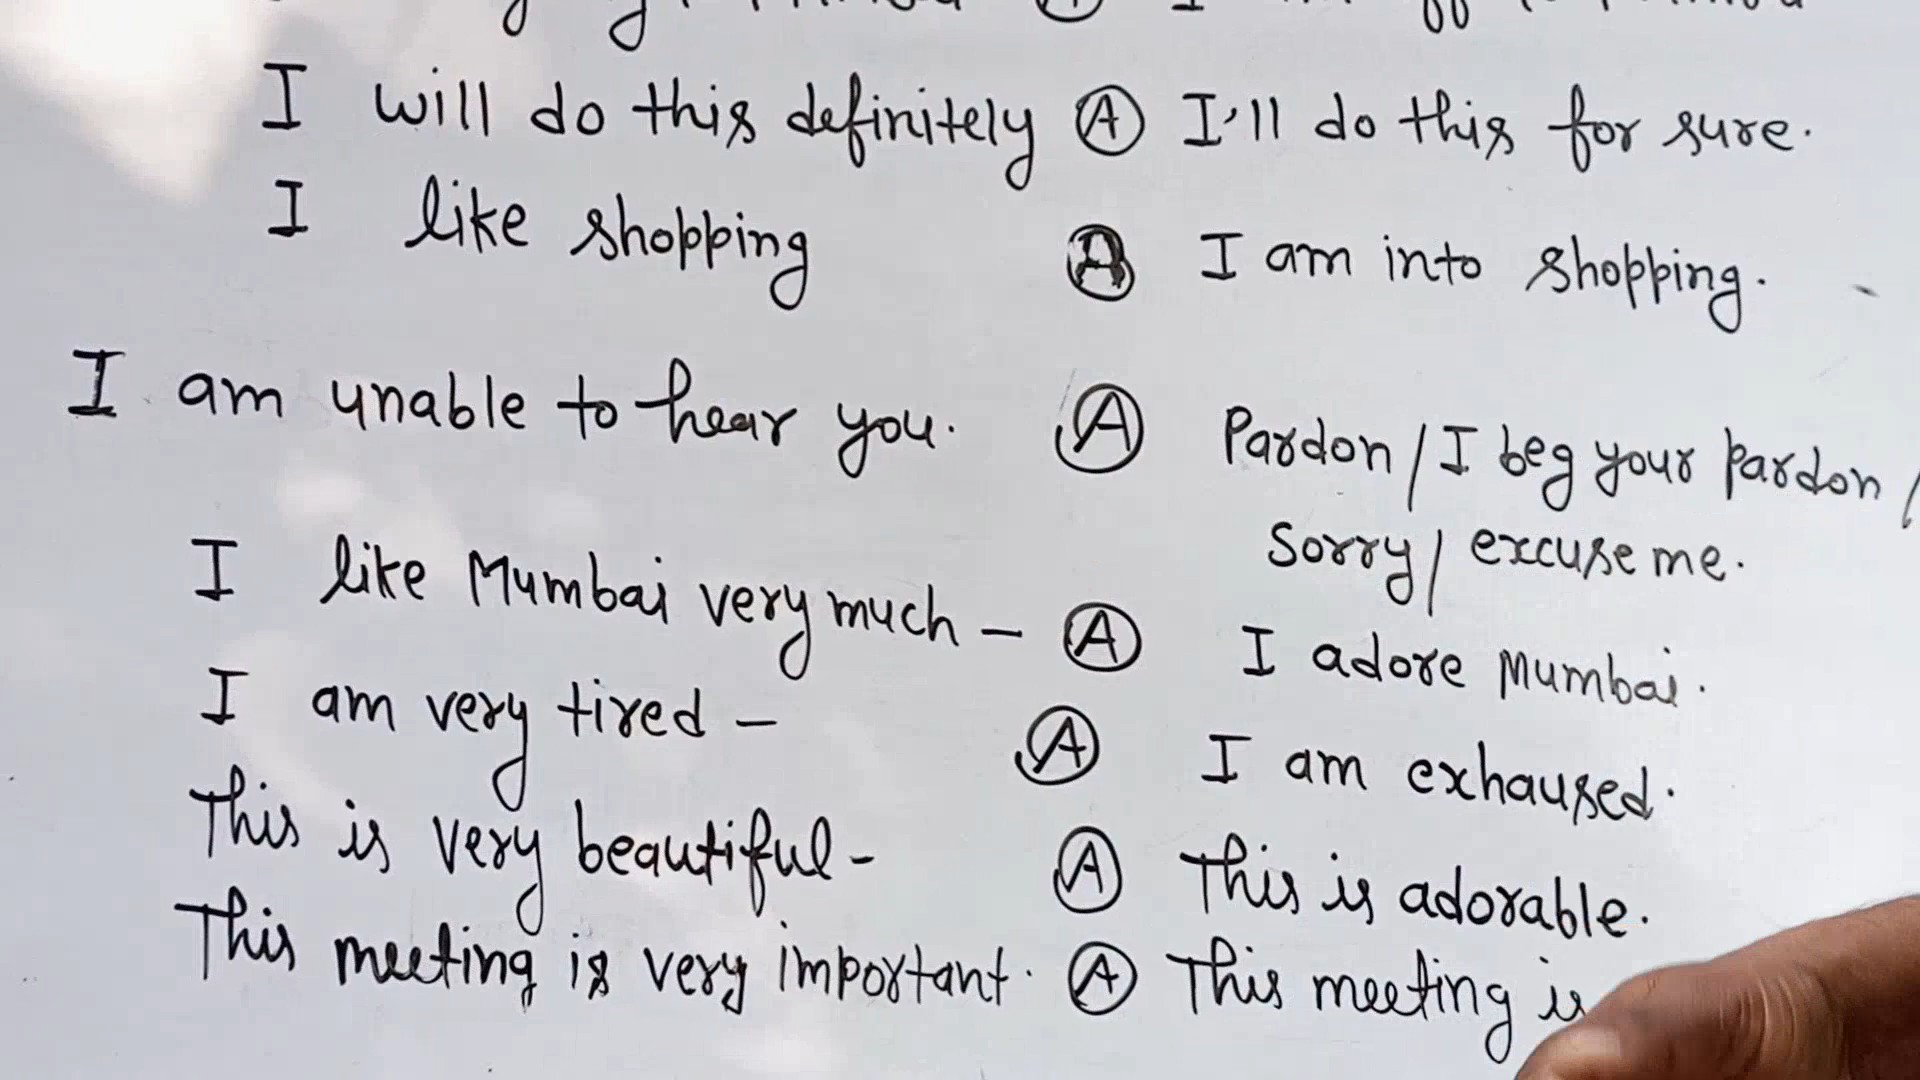 I will do this definitely Ⓐ I'll do this for sure.
I like shopping Ⓐ I am into shopping.
I am unable to hear you. Ⓐ Pardon / I beg your pardon /
Sorry / excuse me.
I like Mumbai very much - Ⓐ I adore Mumbai.
I am very tired - Ⓐ I am exhaused.
This is very beautiful - Ⓐ This is adorable.
This meeting is very important. Ⓐ This meeting is